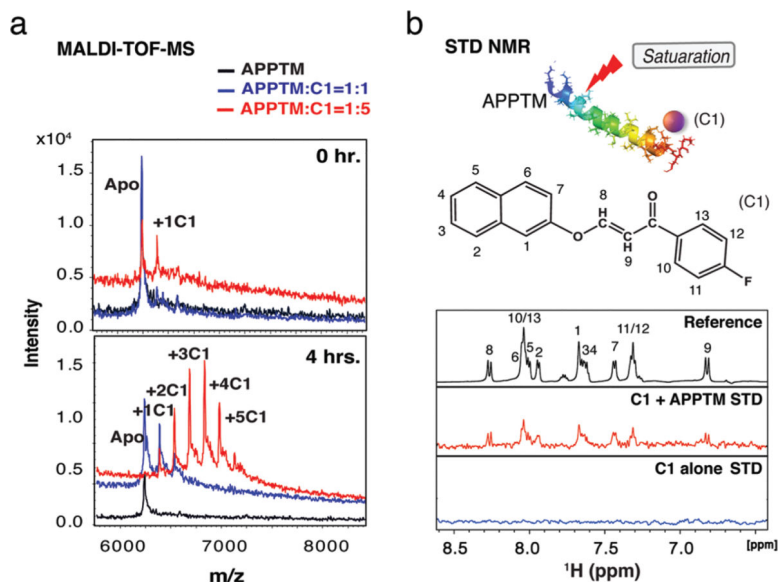 a
MALDI-TOF-MS
APPTM
APPTM:C1=1:1
APPTM:C1=1:5
x10⁴
0 hr.
1.5
1.0
0.5
0.0
Apo
+1C1
4 hrs.
1.5
1.0
0.5
0.0
+3C1
+2C1
+4C1
+1C1
+5C1
Apo
Intensity
6000
7000
8000
m/z
b
STD NMR
Satuaration
APPTM
(C1)
(C1)
5
6
4
7
3
2
1
8
H
O
O
H
9
13
12
10
11
F
Reference
10/13
8
6
5
2
1
34
7
11/12
9
C1 + APPTM STD
C1 alone STD
8.5
8.0
7.5
7.0
[ppm]
¹H (ppm)